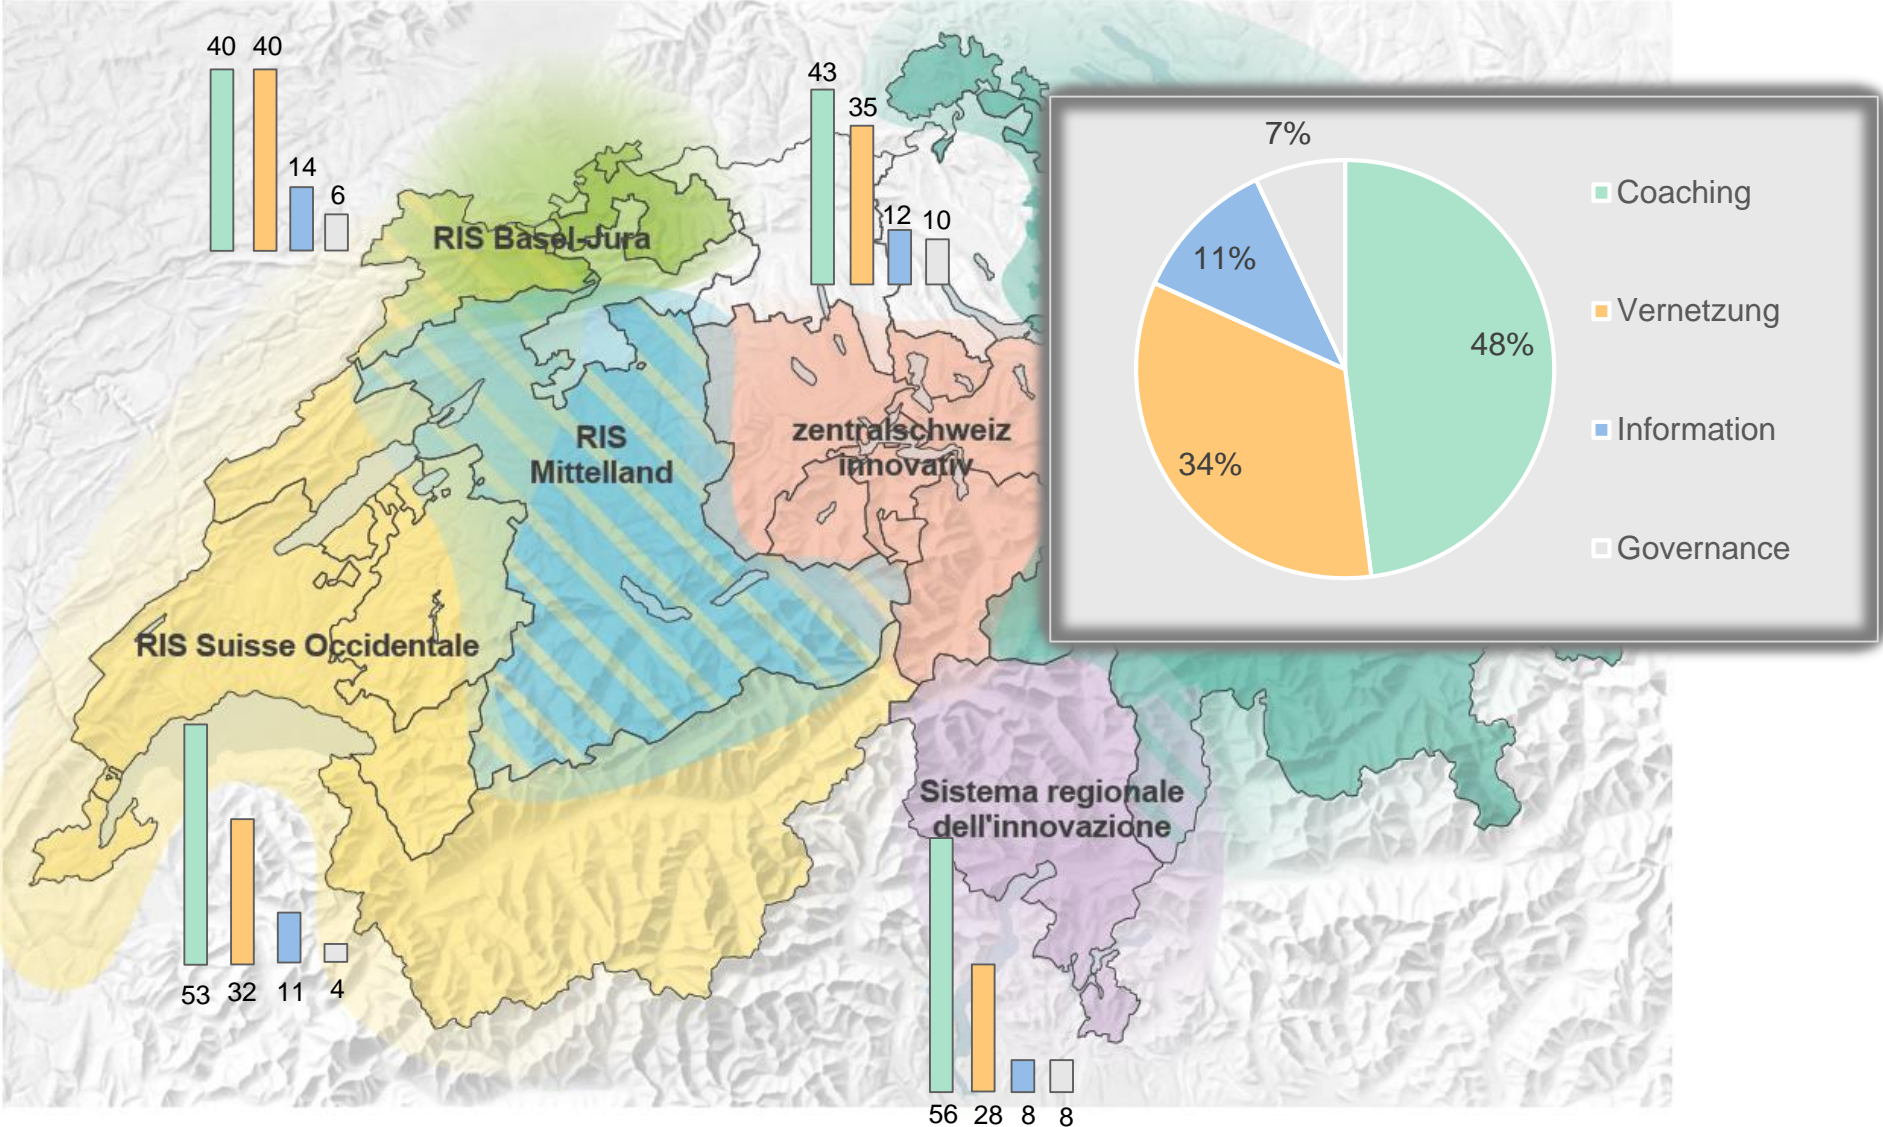 40 40
14
6
43
35
12
10
7%
11%
48%
34%
Coaching
Vernetzung
Information
Governance
RIS Basel-Jura
RIS
Mittelland
zentralschweiz
innovativ
RIS Suisse Occidentale
Sistema regionale
dell'innovazione
53 32 11 4
56 28 8 8